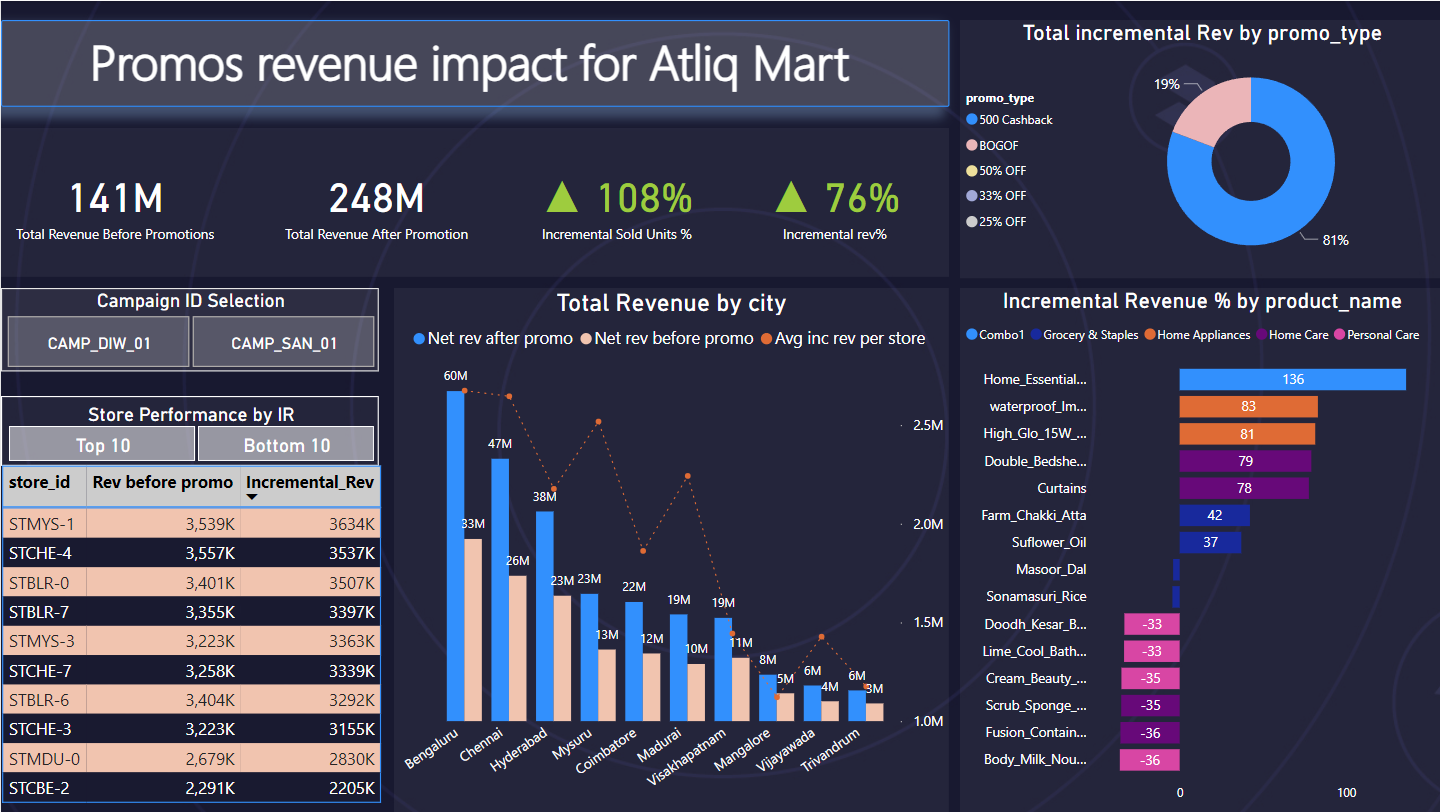 Promos revenue impact for Atliq Mart
141M
Total Revenue Before Promotions
248M
Total Revenue After Promotion
108%
Incremental Sold Units %
76%
Incremental rev%
Total incremental Rev by promo_type
promo_type
500 Cashback
BOGOF
50% OFF
33% OFF
25% OFF
19%
81%
Campaign ID Selection
CAMP_DIW_01
CAMP_SAN_01
Store Performance by IR
Top 10
Bottom 10
store_id Rev before promo Incremental_Rev
STMYS-1 3,539K 3634K
STCHE-4 3,557K 3537K
STBLR-0 3,401K 3507K
STBLR-7 3,355K 3397K
STMYS-3 3,223K 3363K
STCHE-7 3,258K 3339K
STBLR-6 3,404K 3292K
STCHE-3 3,223K 3155K
STMDU-0 2,679K 2830K
STCBE-2 2,291K 2205K
Total Revenue by city
Net rev after promo Net rev before promo Avg inc rev per store
60M
47M
38M
33M
26M
23M
23M
22M
19M
19M
13M
12M
10M
11M
8M
5M
6M
4M
6M
3M
2.5M
2.0M
1.5M
1.0M
Bengaluru
Chennai
Hyderabad
Mysuru
Coimbatore
Madurai
Visakhapatnam
Mangalore
Vijayawada
Trivandrum
Incremental Revenue % by product_name
Combo1 Grocery & Staples Home Appliances Home Care Personal Care
Home_Essential... 136
waterproof_Im... 83
High_Glo_15W_... 81
Double_Bedshe... 79
Curtains 78
Farm_Chakki_Atta 42
Suflower_Oil 37
Masoor_Dal
Sonamasuri_Rice
Doodh_Kesar_B... -33
Lime_Cool_Bath... -33
Cream_Beauty_... -35
Scrub_Sponge_... -35
Fusion_Contain... -36
Body_Milk_Nou... -36
0 100